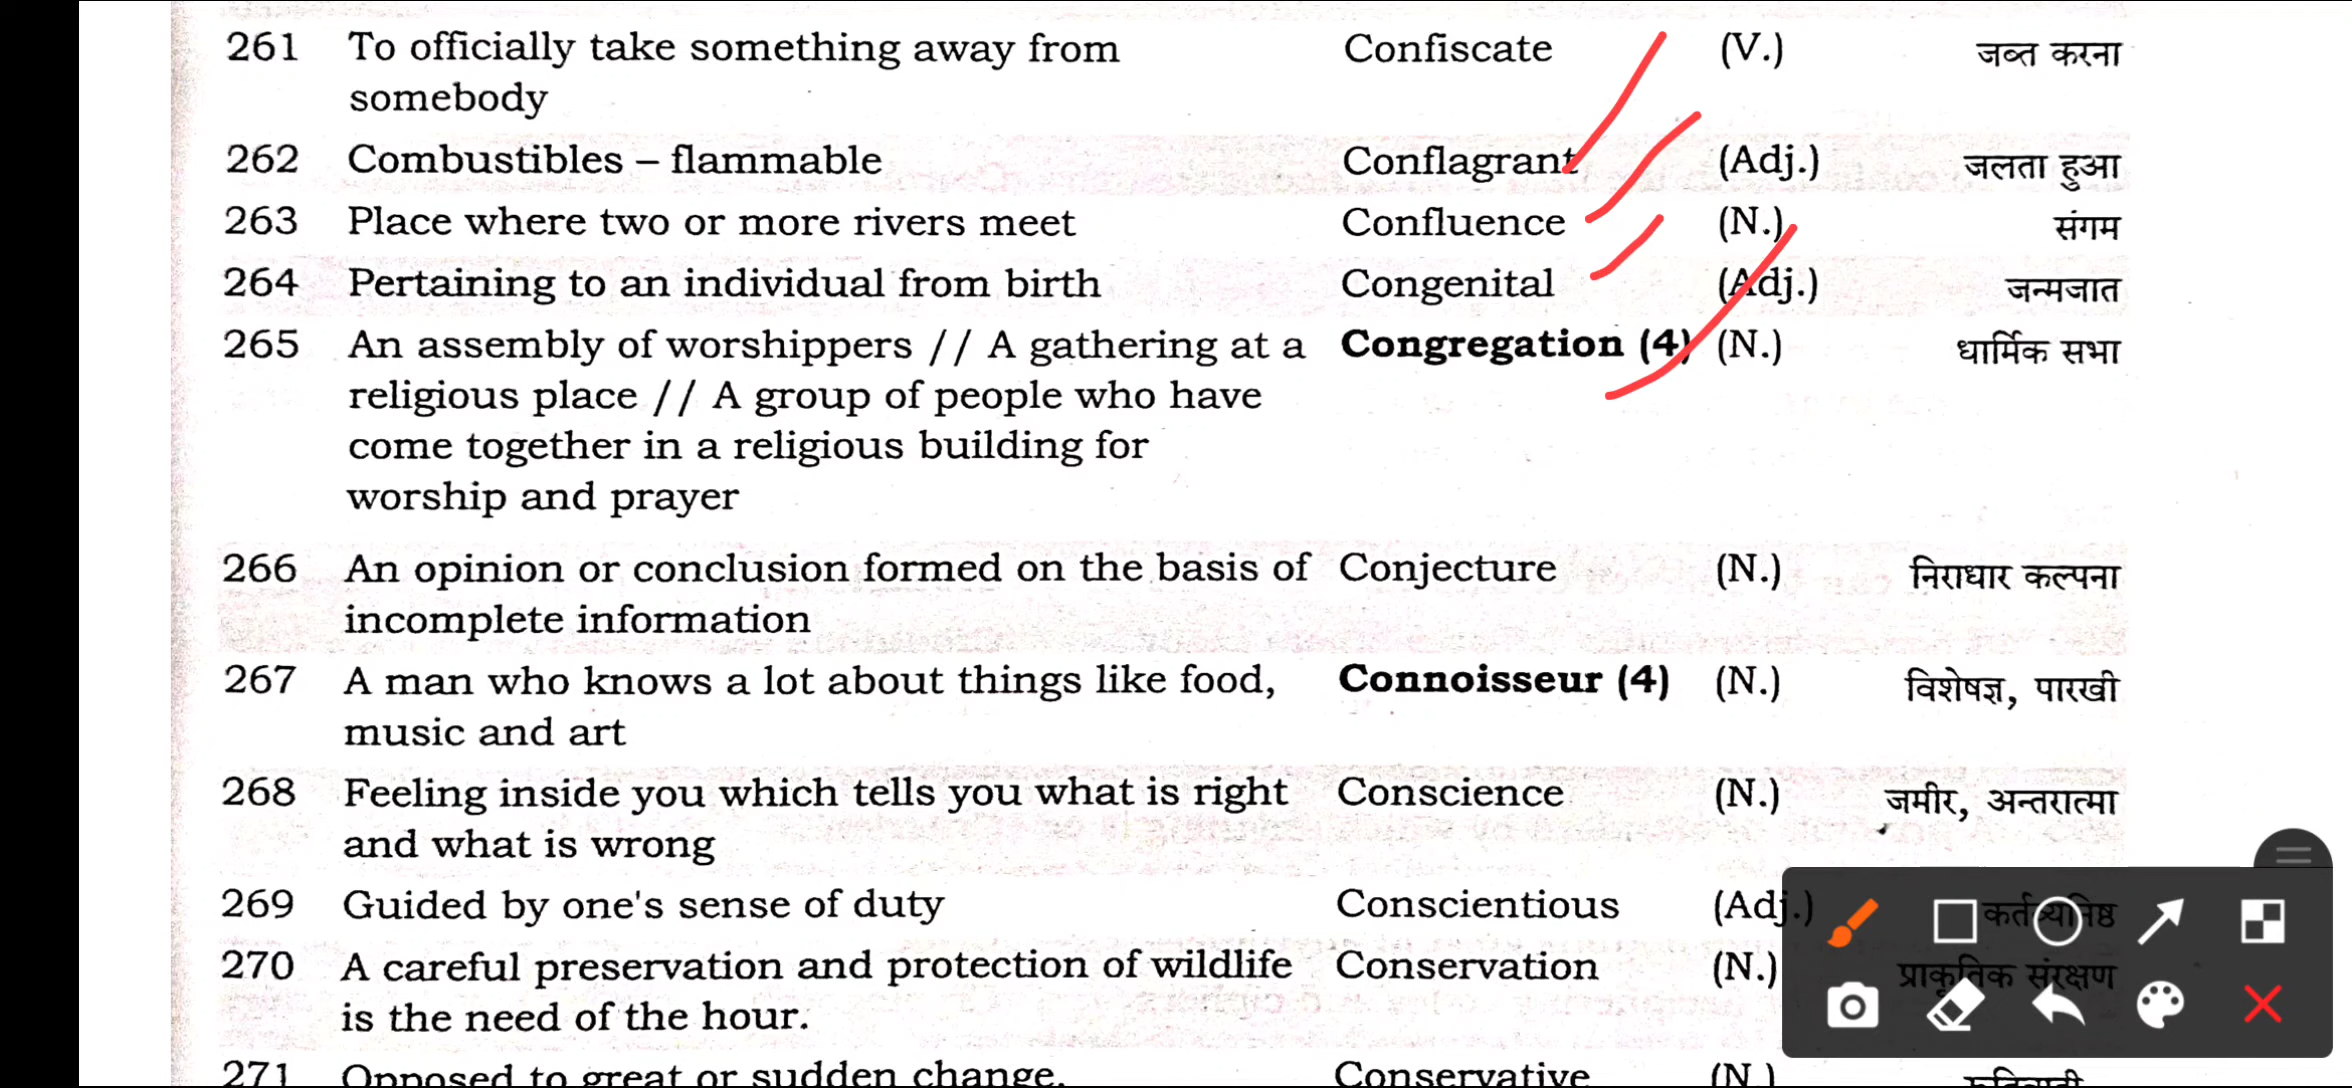 261 To officially take something away from Confiscate (V.) जब्त करना
somebody
262 Combustibles – flammable Conflagrant (Adj.) जलता हुआ
263 Place where two or more rivers meet Confluence (N.) संगम
264 Pertaining to an individual from birth Congenital (Adj.) जन्मजात
265 An assembly of worshippers // A gathering at a Congregation (4) (N.) धार्मिक सभा
religious place // A group of people who have
come together in a religious building for
worship and prayer
266 An opinion or conclusion formed on the basis of Conjecture (N.) निराधार कल्पना
incomplete information
267 A man who knows a lot about things like food, Connoisseur (4) (N.) विशेषज्ञ, पारखी
music and art
268 Feeling inside you which tells you what is right Conscience (N.) जमीर, अन्तरात्मा
and what is wrong
269 Guided by one's sense of duty Conscientious (Adj.) कर्तव्यनिष्ठ
270 A careful preservation and protection of wildlife Conservation (N.) प्राकृतिक संरक्षण
is the need of the hour.
271 Opposed to great or sudden change. Conservative (N.)